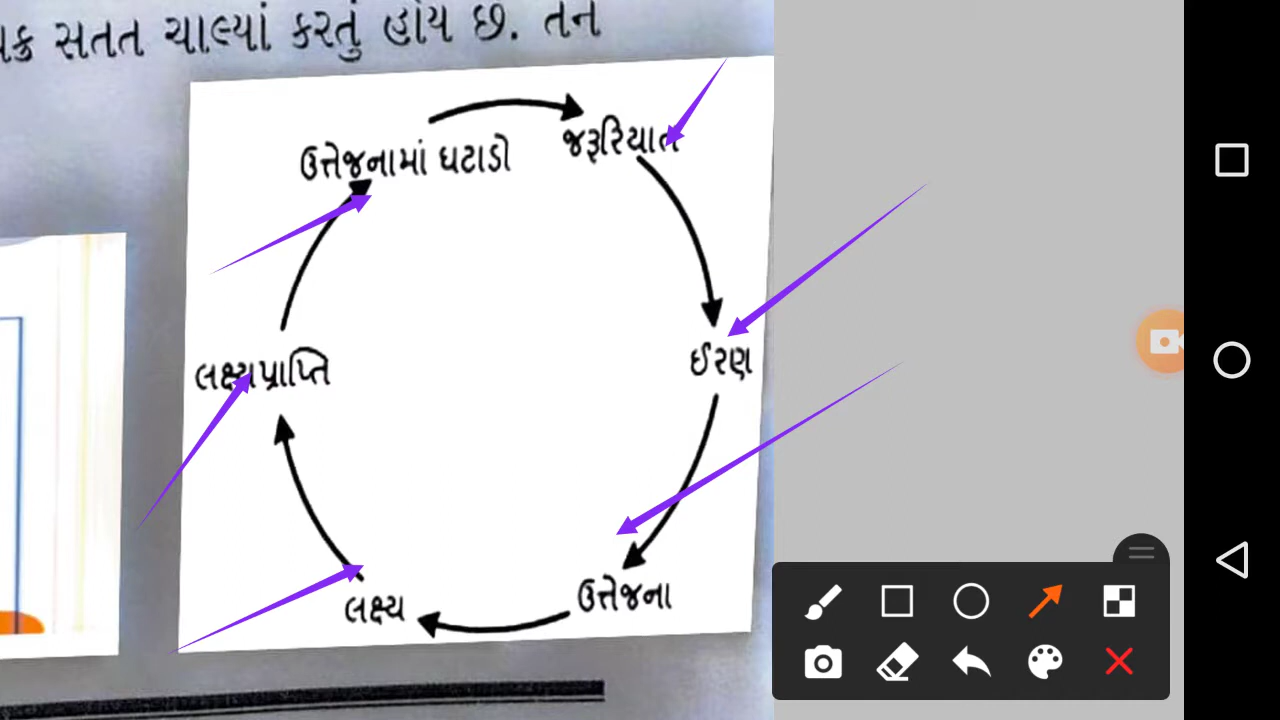 સતત ચાલ્યાં કરતું હોય છે. તેને
ઉત્તેજનામાં ઘટાડો
જરૂરિયાત
ઈરણ
લક્ષ્યપ્રાપ્તિ
ઉત્તેજના
લક્ષ્ય